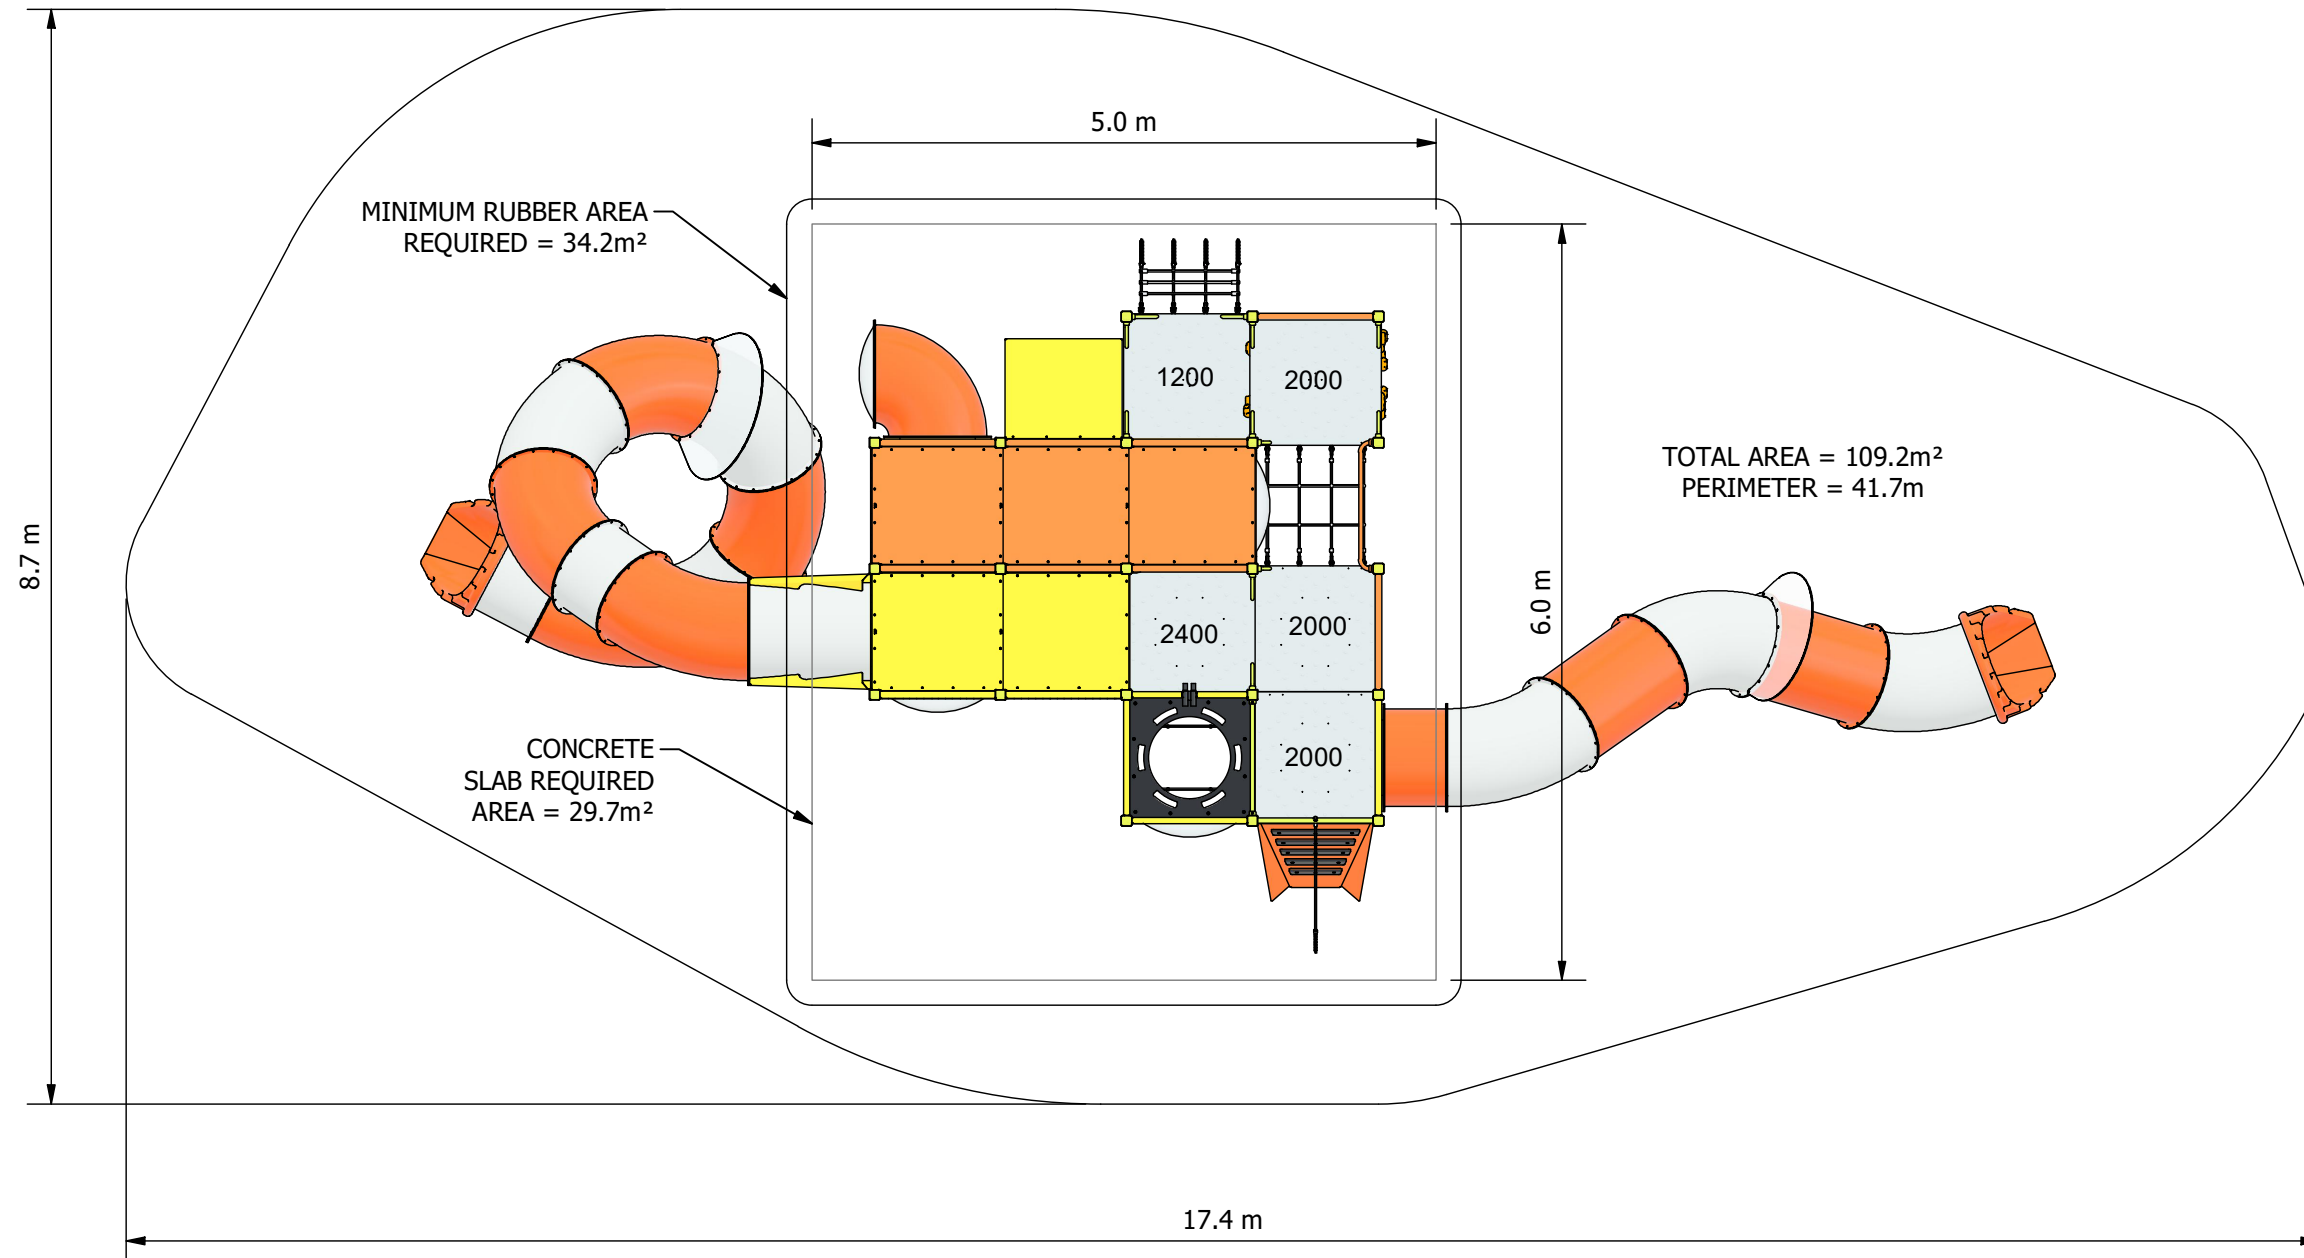 5.0 m
MINIMUM RUBBER AREA
REQUIRED = 34.2m²
1200
2000
TOTAL AREA = 109.2m²
PERIMETER = 41.7m
8.7 m
6.0 m
2400
2000
CONCRETE
SLAB REQUIRED
AREA = 29.7m²
2000
17.4 m